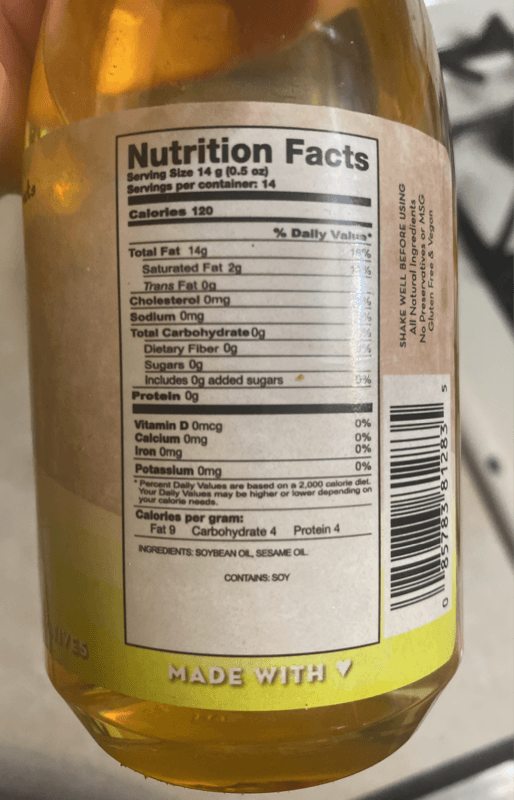 Nutrition Facts
Serving Size 14 g (0.5 oz)
Servings per container: 14
Calories 120
% Daily Value*
Total Fat 14g
Saturated Fat 2g
Trans Fat 0g
Cholesterol 0mg
Sodium 0mg
Total Carbohydrate 0g
Dietary Fiber 0g
Sugars 0g
Includes 0g added sugars 0%
Protein 0g
Vitamin D 0mcg 0%
Calcium 0mg 0%
Iron 0mg 0%
Potassium 0mg 0%
* Percent Daily Values are based on a 2,000 calorie diet.
Your Daily Values may be higher or lower depending on
your calorie needs.
Calories per gram:
Fat 9 Carbohydrate 4 Protein 4
INGREDIENTS: SOYBEAN OIL, SESAME OIL.
CONTAINS: SOY
SHAKE WELL BEFORE USING
All Natural Ingredients
No Preservatives or MSG
Gluten Free & Vegan
0 85783 81283 5
MADE WITH ♥